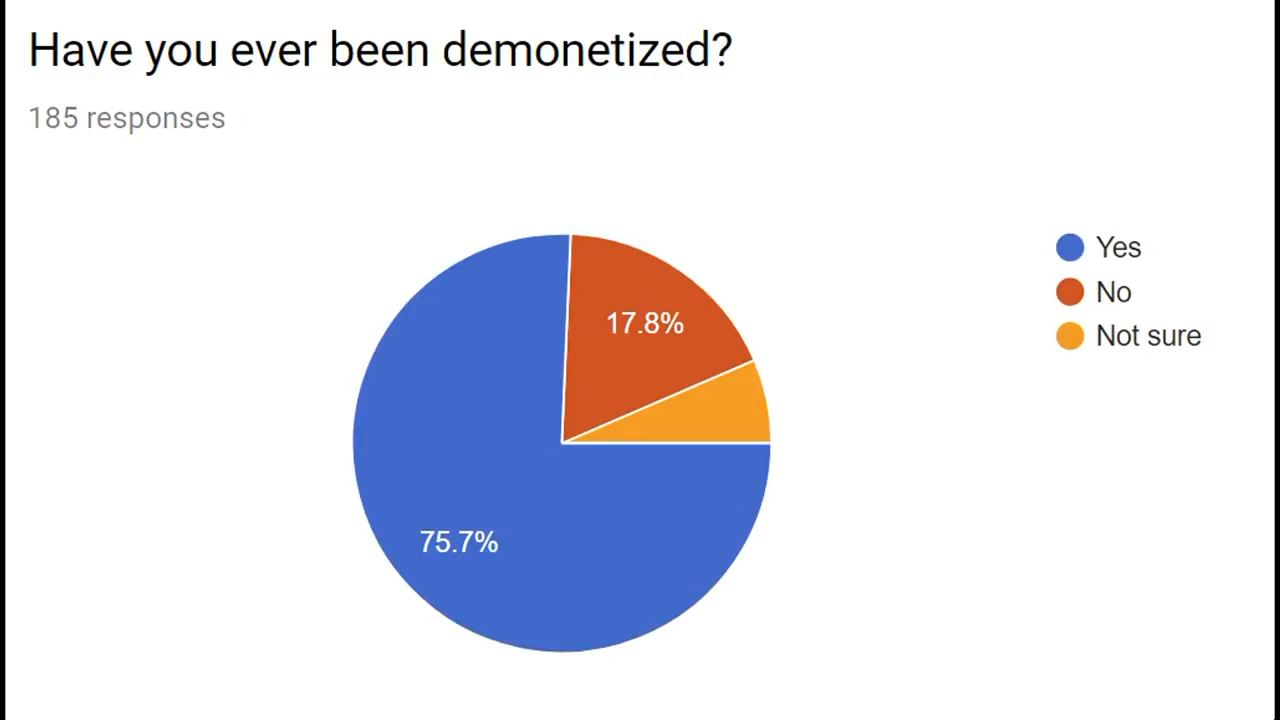 Have you ever been demonetized?
185 responses
Yes
No
Not sure
17.8%
75.7%